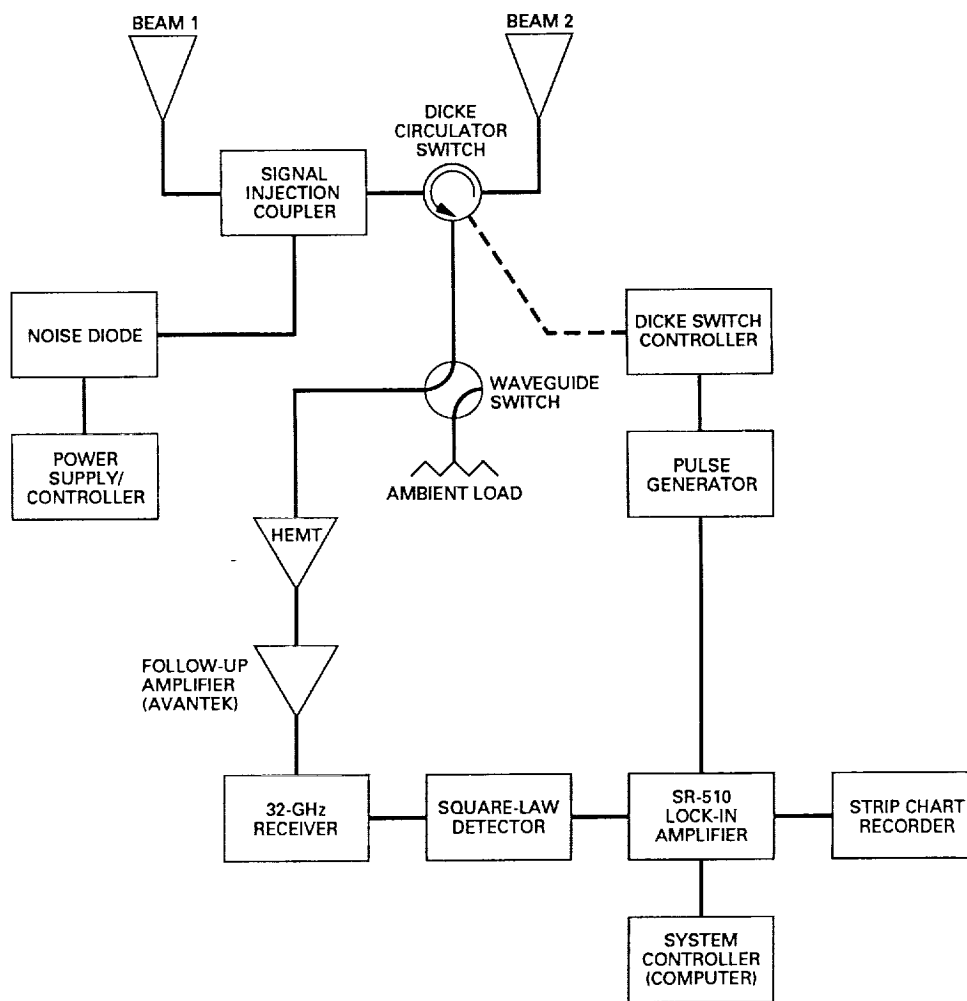 BEAM 1
BEAM 2
DICKE
CIRCULATOR
SWITCH
SIGNAL
INJECTION
COUPLER
NOISE DIODE
DICKE SWITCH
CONTROLLER
WAVEGUIDE
SWITCH
POWER
SUPPLY/
CONTROLLER
PULSE
GENERATOR
AMBIENT LOAD
HEMT
FOLLOW-UP
AMPLIFIER
(AVANTEK)
32-GHz
RECEIVER
SQUARE-LAW
DETECTOR
SR-510
LOCK-IN
AMPLIFIER
STRIP CHART
RECORDER
SYSTEM
CONTROLLER
(COMPUTER)